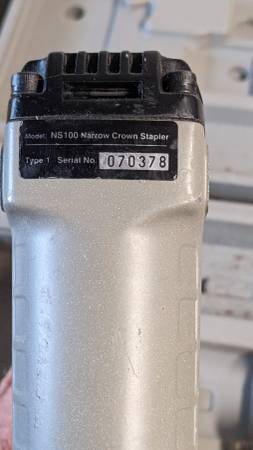 Model: NS100 Narrow Crown Stapler
Type 1 Serial No. 070378